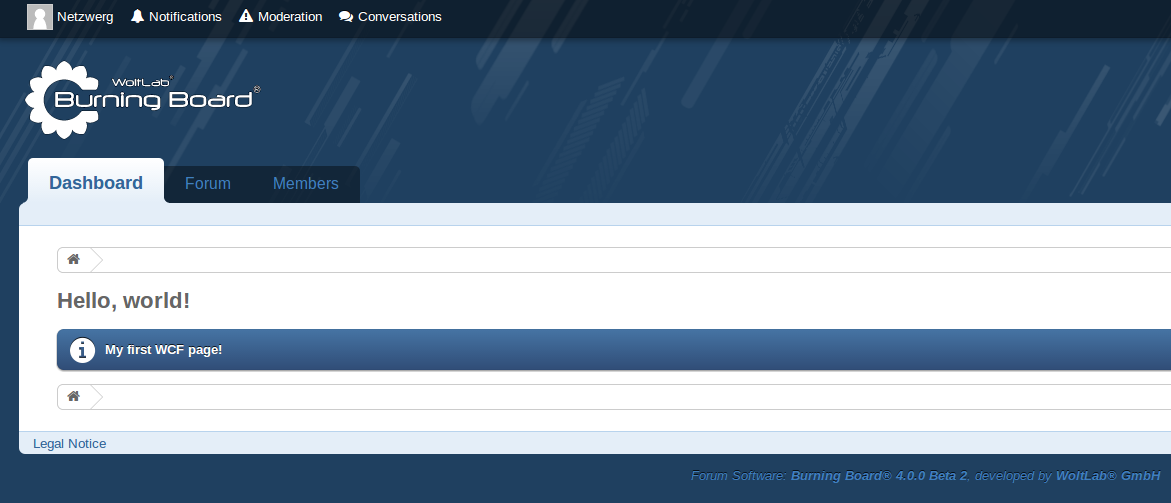 Netzwerg Notifications Moderation Conversations
WoltLab®
Burning Board®
Dashboard Forum Members
Hello, world!
My first WCF page!
Legal Notice
Forum Software: Burning Board® 4.0.0 Beta 2, developed by WoltLab® GmbH